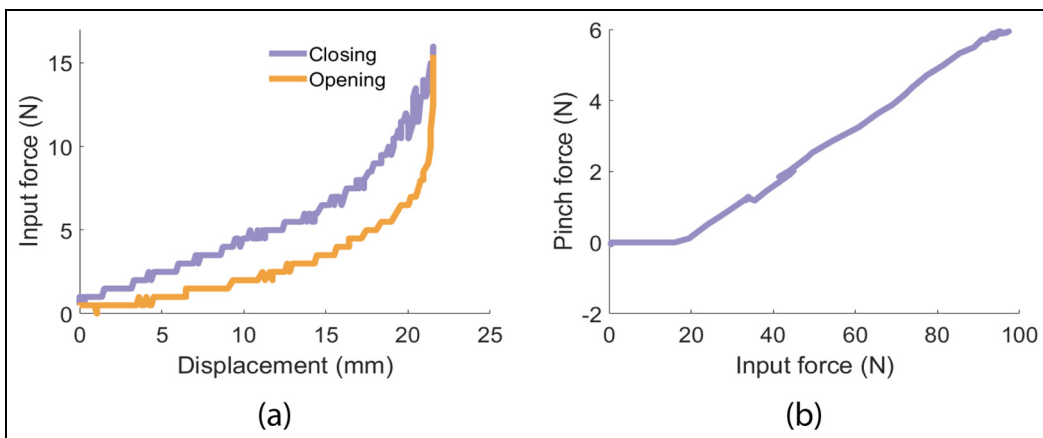 Input force (N)
15
10
5
0
Closing
Opening
0
5
10
15
20
25
Displacement (mm)
(a)
Pinch force (N)
6
4
2
0
-2
0
20
40
60
80
100
Input force (N)
(b)